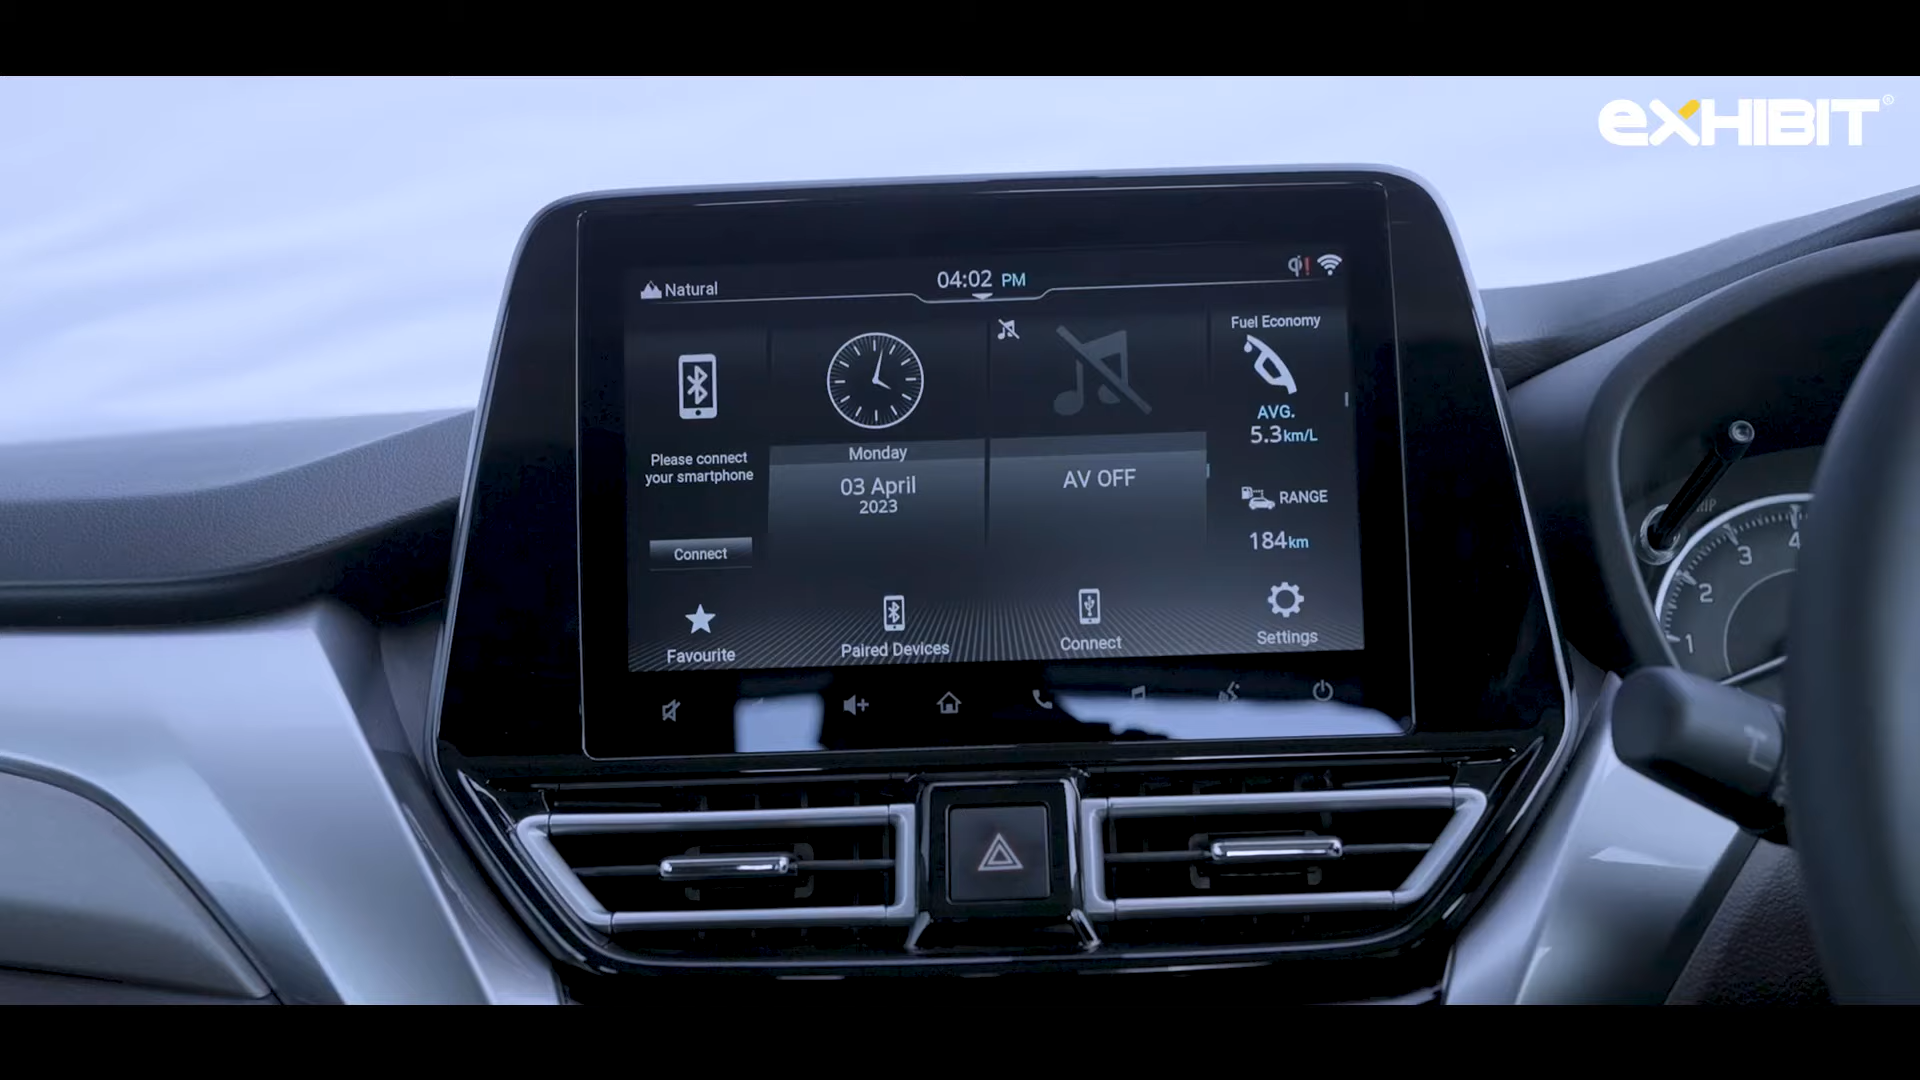 exHIBIT®
Natural
04:02 PM
Please connect
your smartphone
Connect
Monday
03 April
2023
AV OFF
Fuel Economy
AVG.
5.3km/L
RANGE
184km
Favourite
Paired Devices
Connect
Settings
1
2
3
4